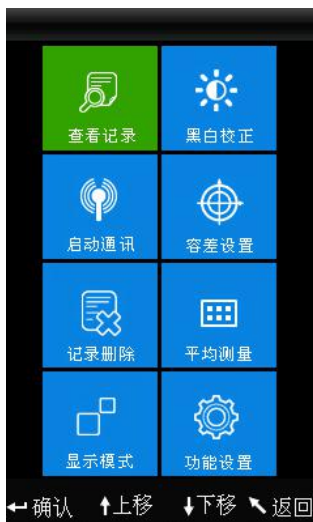 查看记录 黑白校正
启动通讯 容差设置
记录删除 平均测量
显示模式 功能设置
确认 上移 下移 返回